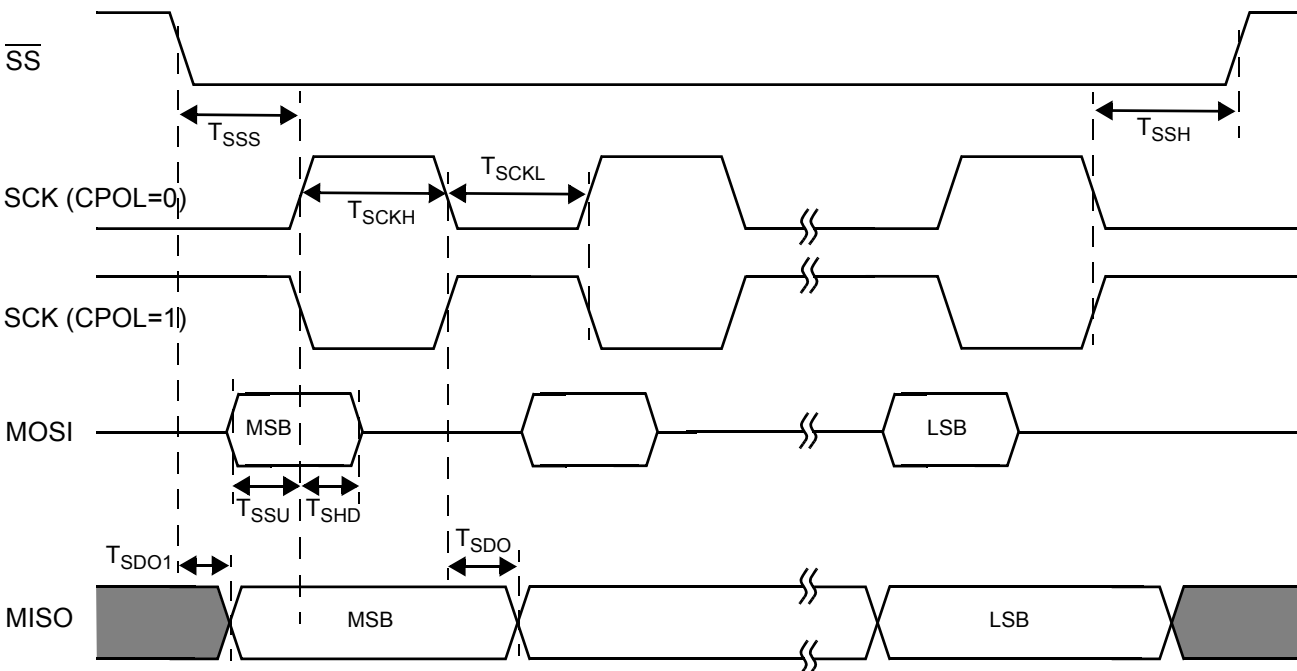 SS
TSSS
TSSH
SCK (CPOL=0)
TSCKH
TSCKL
SCK (CPOL=1)
MOSI
MSB
LSB
TSSU
TSHD
TSDO1
TSDO
MISO
MSB
LSB